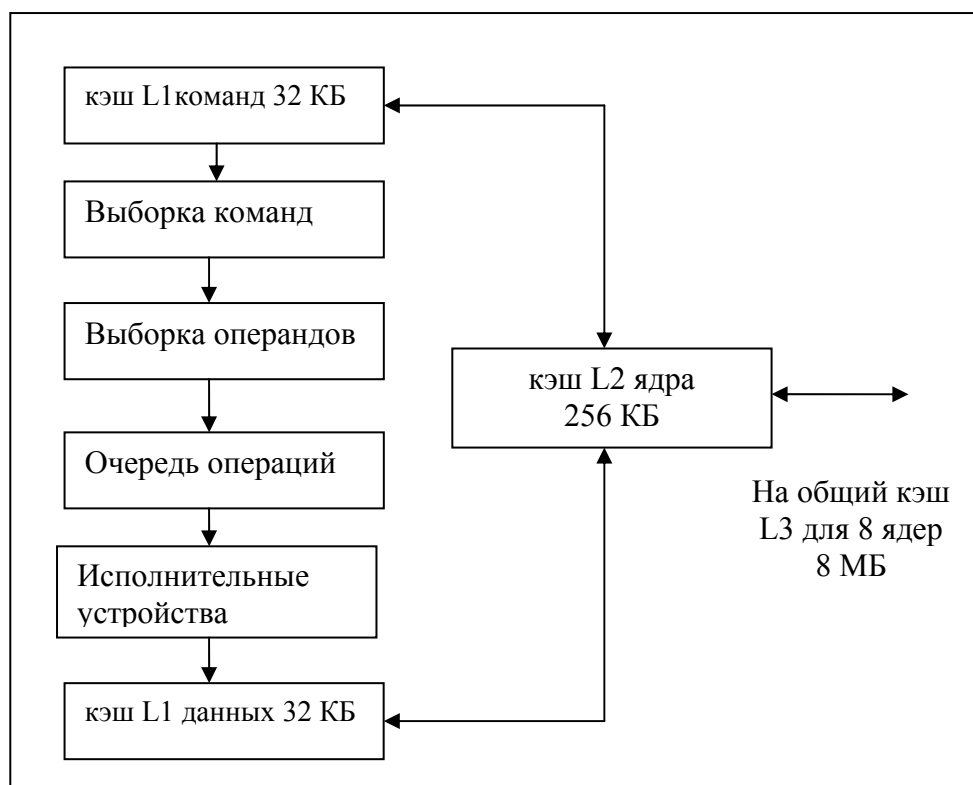 кэш L1команд 32 КБ
Выборка команд
Выборка операндов
Очередь операций
Исполнительные
устройства
кэш L1 данных 32 КБ
кэш L2 ядра
256 КБ
На общий кэш
L3 для 8 ядер
8 МБ